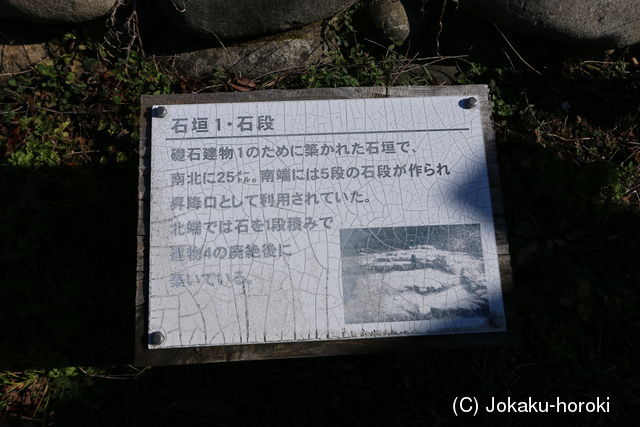 石垣1・石段
礎石建物1のために築かれた石垣で、
南北に25㍍。南端には5段の石段が作られ
昇降口として利用されていた。
北端では石を1段積みで
建物4の廃絶後に
築いている。
(C) Jokaku-horoki